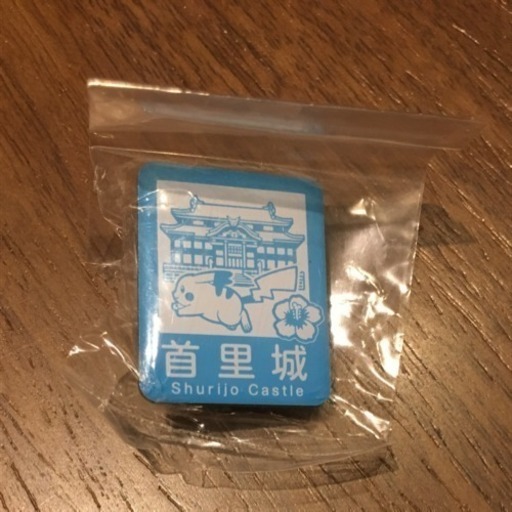 首里城
Shurijo Castle